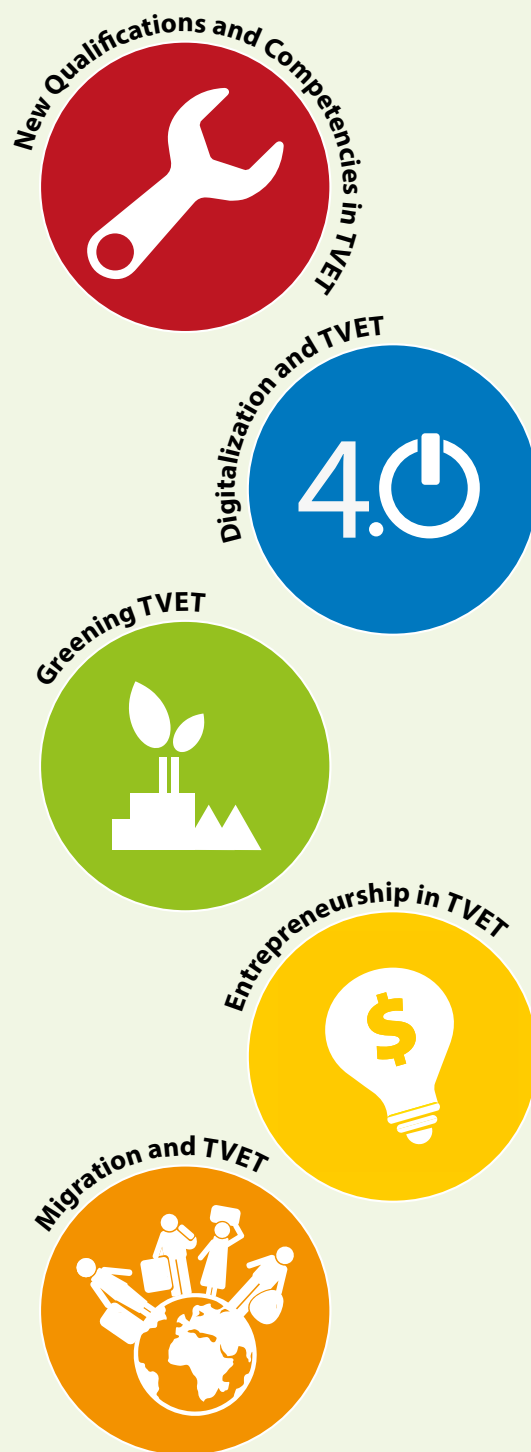 New Qualifications and Competencies in TVET
Digitalization and TVET
4.0
Greening TVET
Entrepreneurship in TVET
$
Migration and TVET